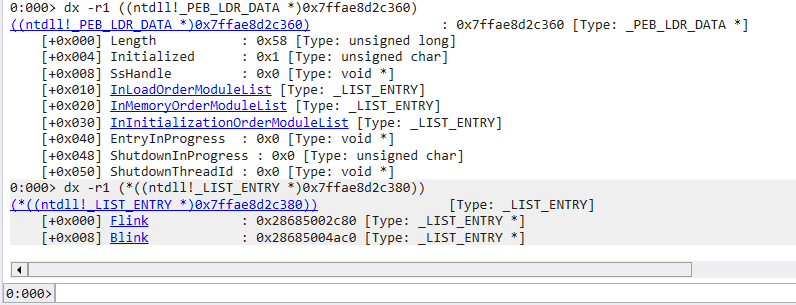 0:000> dx -r1 ((ntdll!_PEB_LDR_DATA *)0x7ffae8d2c360)
((ntdll!_PEB_LDR_DATA *)0x7ffae8d2c360) : 0x7ffae8d2c360 [Type: _PEB_LDR_DATA *]
[+0x000] Length : 0x58 [Type: unsigned long]
[+0x004] Initialized : 0x1 [Type: unsigned char]
[+0x008] SsHandle : 0x0 [Type: void *]
[+0x010] InLoadOrderModuleList [Type: _LIST_ENTRY]
[+0x020] InMemoryOrderModuleList [Type: _LIST_ENTRY]
[+0x030] InInitializationOrderModuleList [Type: _LIST_ENTRY]
[+0x040] EntryInProgress : 0x0 [Type: void *]
[+0x048] ShutdownInProgress : 0x0 [Type: unsigned char]
[+0x050] ShutdownThreadId : 0x0 [Type: void *]
0:000> dx -r1 (*((ntdll!_LIST_ENTRY *)0x7ffae8d2c380))
(*((ntdll!_LIST_ENTRY *)0x7ffae8d2c380)) [Type: _LIST_ENTRY]
[+0x000] Flink : 0x28685002c80 [Type: _LIST_ENTRY *]
[+0x008] Blink : 0x28685004ac0 [Type: _LIST_ENTRY *]
0:000>